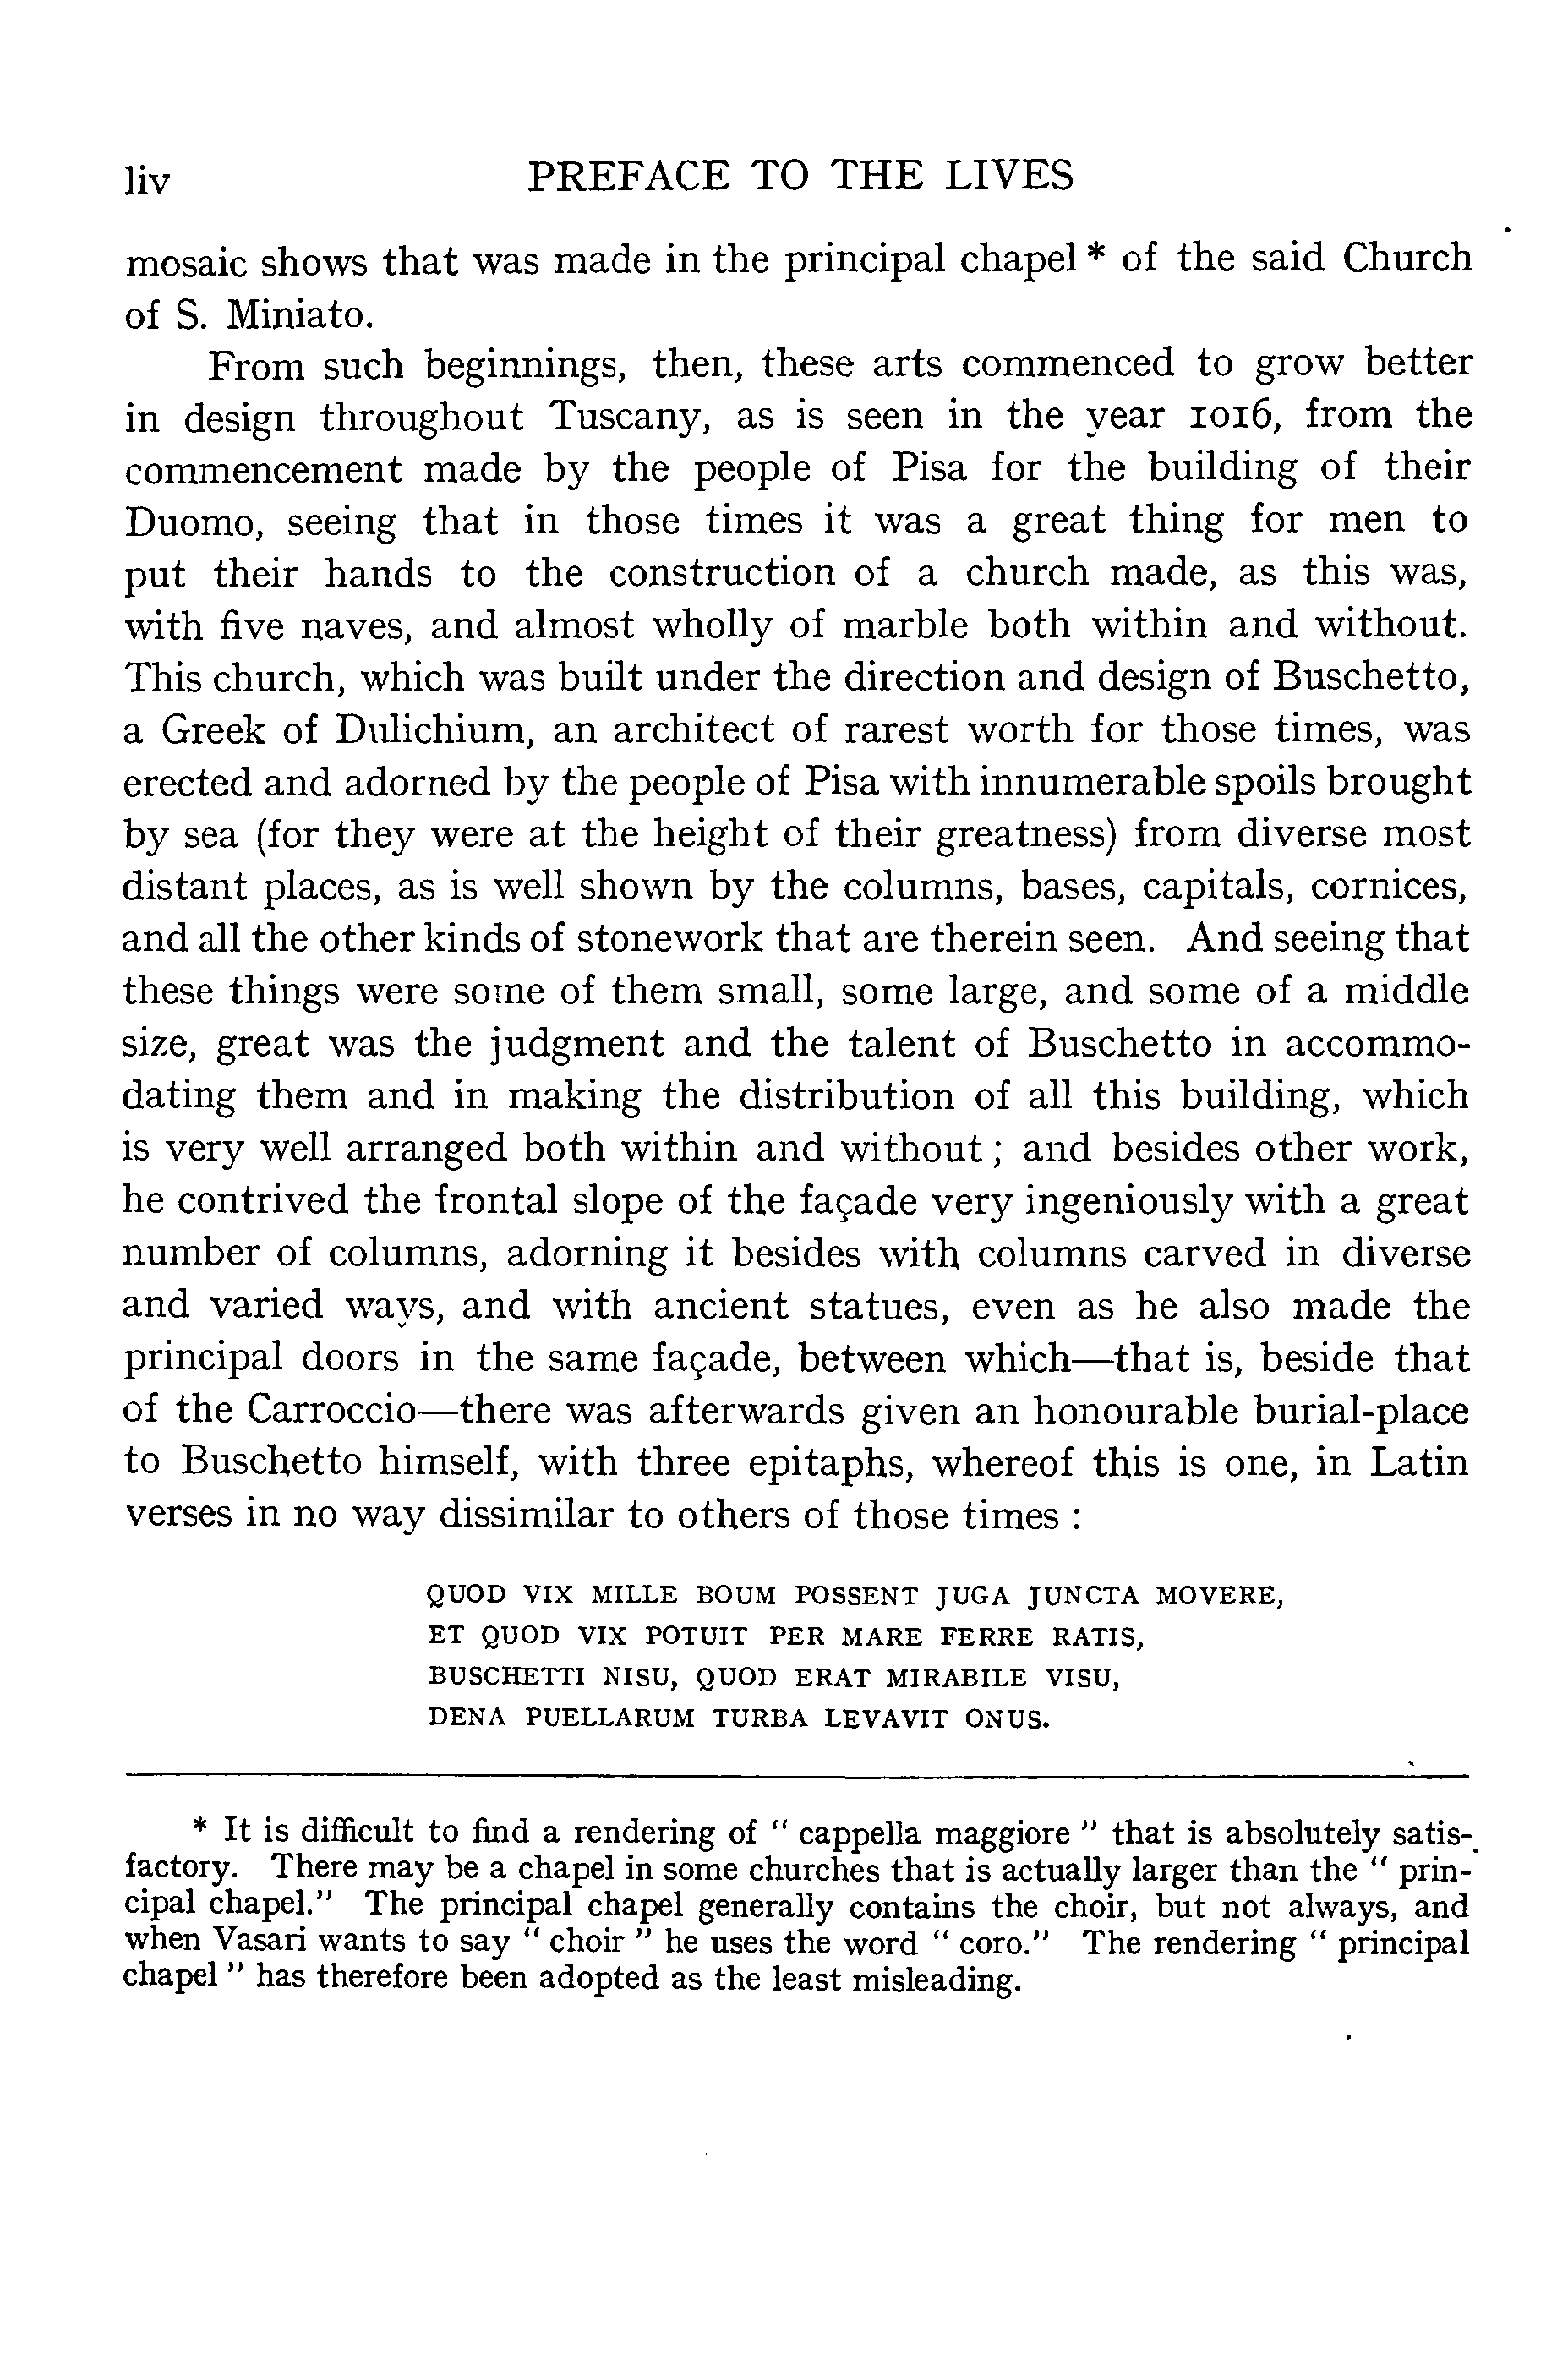 liv PREFACE TO THE LIVES
mosaic shows that was made in the principal chapel * of the said Church
of S. Miniato.
From such beginnings, then, these arts commenced to grow better
in design throughout Tuscany, as is seen in the year 1016, from the
commencement made by the people of Pisa for the building of their
Duomo, seeing that in those times it was a great thing for men to
put their hands to the construction of a church made, as this was,
with five naves, and almost wholly of marble both within and without.
This church, which was built under the direction and design of Buschetto,
a Greek of Dulichium, an architect of rarest worth for those times, was
erected and adorned by the people of Pisa with innumerable spoils brought
by sea (for they were at the height of their greatness) from diverse most
distant places, as is well shown by the columns, bases, capitals, cornices,
and all the other kinds of stonework that are therein seen. And seeing that
these things were some of them small, some large, and some of a middle
size, great was the judgment and the talent of Buschetto in accommo-
dating them and in making the distribution of all this building, which
is very well arranged both within and without ; and besides other work,
he contrived the frontal slope of the façade very ingeniously with a great
number of columns, adorning it besides with columns carved in diverse
and varied ways, and with ancient statues, even as he also made the
principal doors in the same façade, between which—that is, beside that
of the Carroccio—there was afterwards given an honourable burial-place
to Buschetto himself, with three epitaphs, whereof this is one, in Latin
verses in no way dissimilar to others of those times :
QUOD VIX MILLE BOUM POSSENT JUGA JUNCTA MOVERE,
ET QUOD VIX POTUIT PER MARE FERRE RATIS,
BUSCHETTI NISU, QUOD ERAT MIRABILE VISU,
DENA PUELLARUM TURBA LEVAVIT ONUS.
* It is difficult to find a rendering of " cappella maggiore " that is absolutely satis-
factory. There may be a chapel in some churches that is actually larger than the " prin-
cipal chapel." The principal chapel generally contains the choir, but not always, and
when Vasari wants to say " choir " he uses the word " coro." The rendering " principal
chapel " has therefore been adopted as the least misleading.